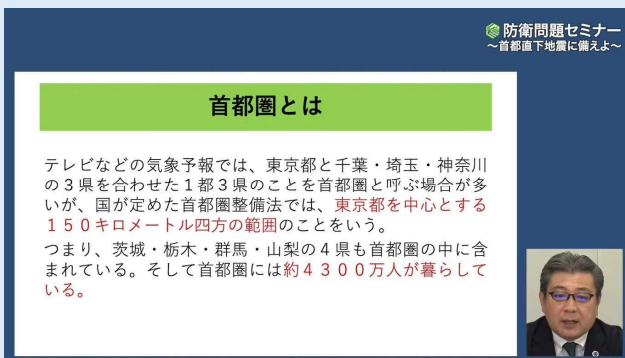 防衛問題セミナー
～首都直下地震に備えよ～
首都圏とは
テレビなどの気象予報では、東京都と千葉・埼玉・神奈川
の３県を合わせた１都３県のことを首都圏と呼ぶ場合が多
いが、国が定めた首都圏整備法では、東京都を中心とする
１５０キロメートル四方の範囲のことをいう。
つまり、茨城・栃木・群馬・山梨の４県も首都圏の中に含
まれている。そして首都圏には約４３００万人が暮らして
いる。